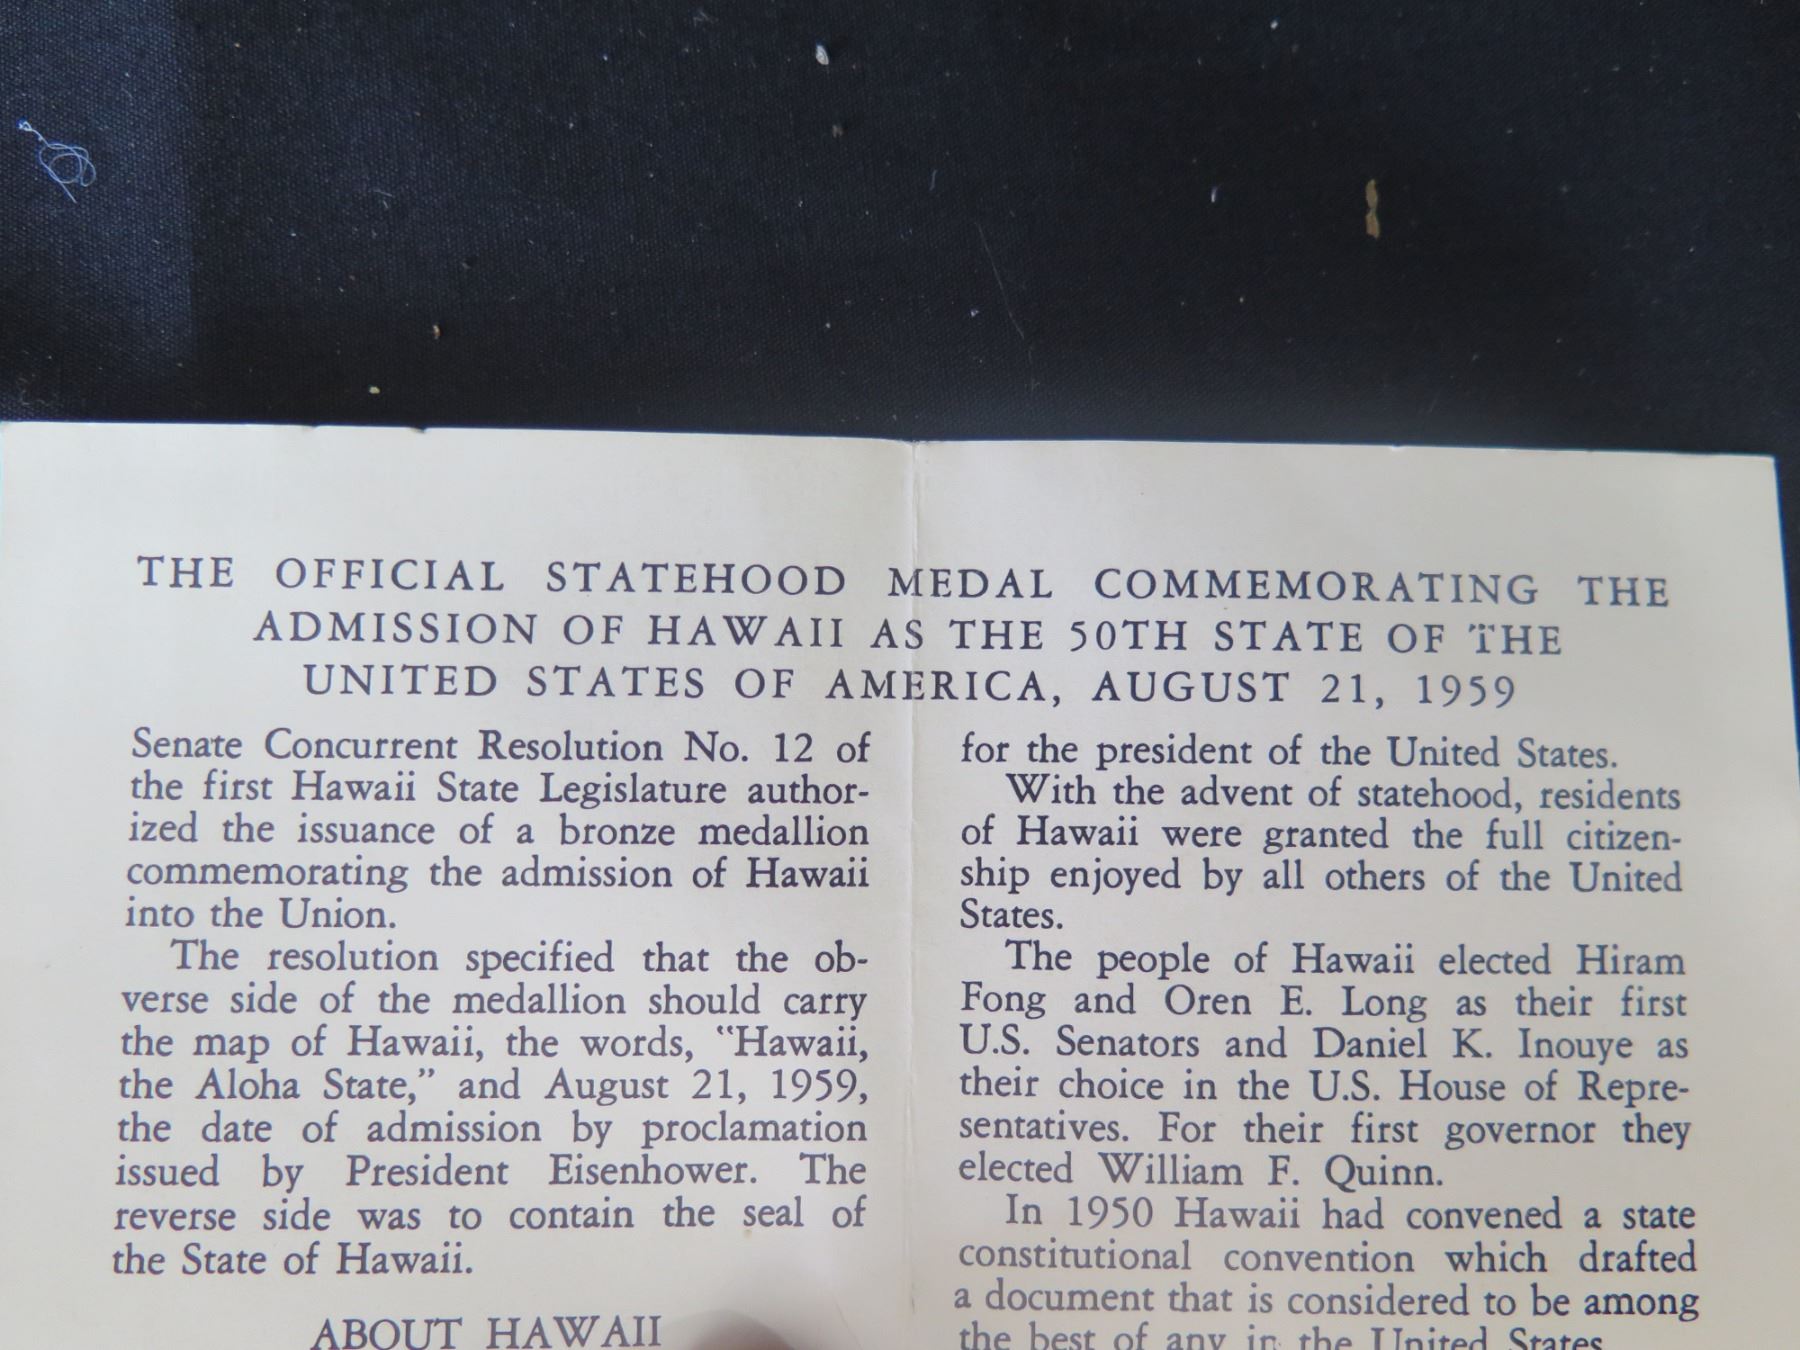 THE OFFICIAL STATEHOOD MEDAL COMMEMORATING THE
ADMISSION OF HAWAII AS THE 50TH STATE OF THE
UNITED STATES OF AMERICA, AUGUST 21, 1959
Senate Concurrent Resolution No. 12 of
the first Hawaii State Legislature author-
ized the issuance of a bronze medallion
commemorating the admission of Hawaii
into the Union.
The resolution specified that the ob-
verse side of the medallion should carry
the map of Hawaii, the words, "Hawaii,
the Aloha State," and August 21, 1959,
the date of admission by proclamation
issued by President Eisenhower. The
reverse side was to contain the seal of
the State of Hawaii.
ABOUT HAWAII
for the president of the United States.
With the advent of statehood, residents
of Hawaii were granted the full citizen-
ship enjoyed by all others of the United
States.
The people of Hawaii elected Hiram
Fong and Oren E. Long as their first
U.S. Senators and Daniel K. Inouye as
their choice in the U.S. House of Repre-
sentatives. For their first governor they
elected William F. Quinn.
In 1950 Hawaii had convened a state
constitutional convention which drafted
a document that is considered to be among
the best of any in the United States.